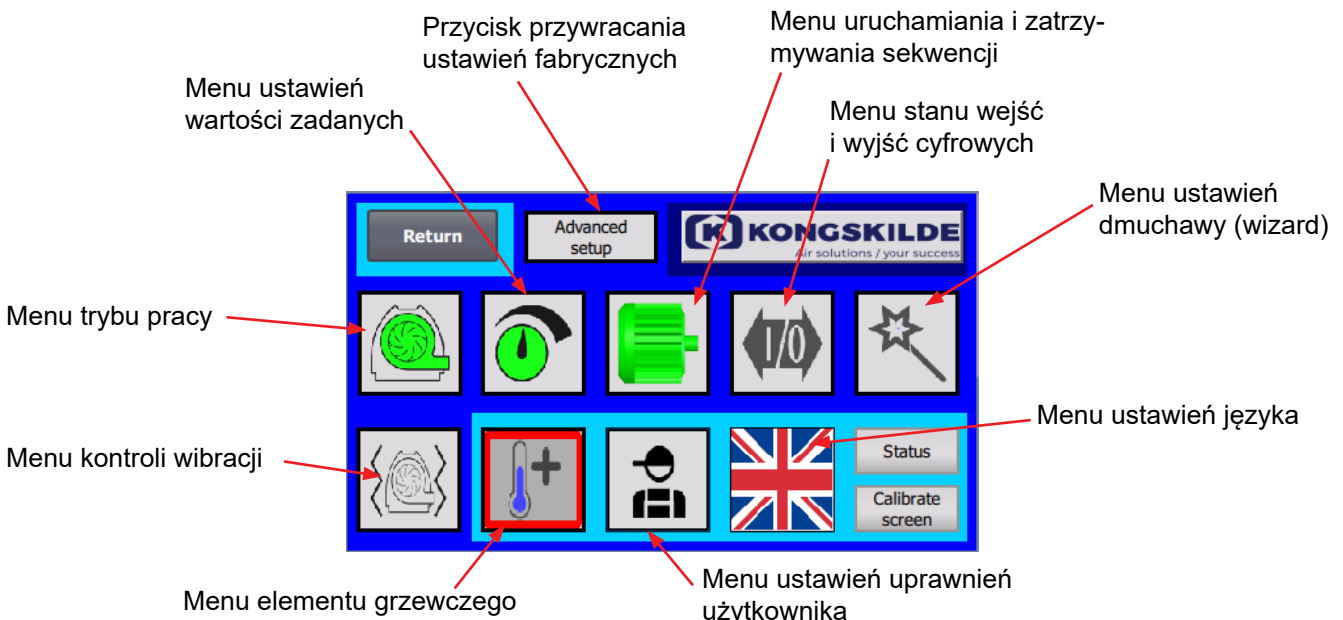 Przycisk przywracania
ustawień fabrycznych
Menu uruchamiania i zatrzy-
mywania sekwencji
Menu ustawień
wartości zadanych
Menu stanu wejść
i wyjść cyfrowych
Menu ustawień
dmuchawy (wizard)
Return
Advanced
setup
K KONGSKILDE
Air solutions / your success
Menu trybu pracy
I/O
Menu ustawień języka
Menu kontroli wibracji
Status
Calibrate
screen
Menu elementu grzewczego
Menu ustawień uprawnień
użytkownika